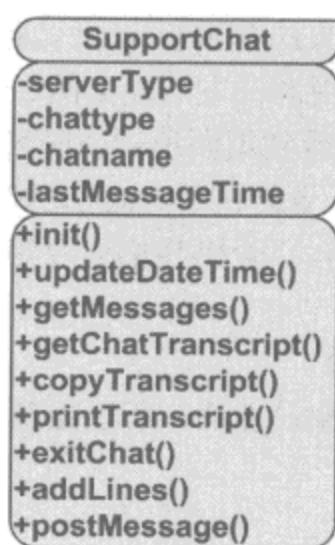 SupportChat
-serverType
-chattype
-chatname
-lastMessageTime
+init()
+updateDateTime()
+getMessages()
+getChatTranscript()
+copyTranscript()
+printTranscript()
+exitChat()
+addLines()
+postMessage()